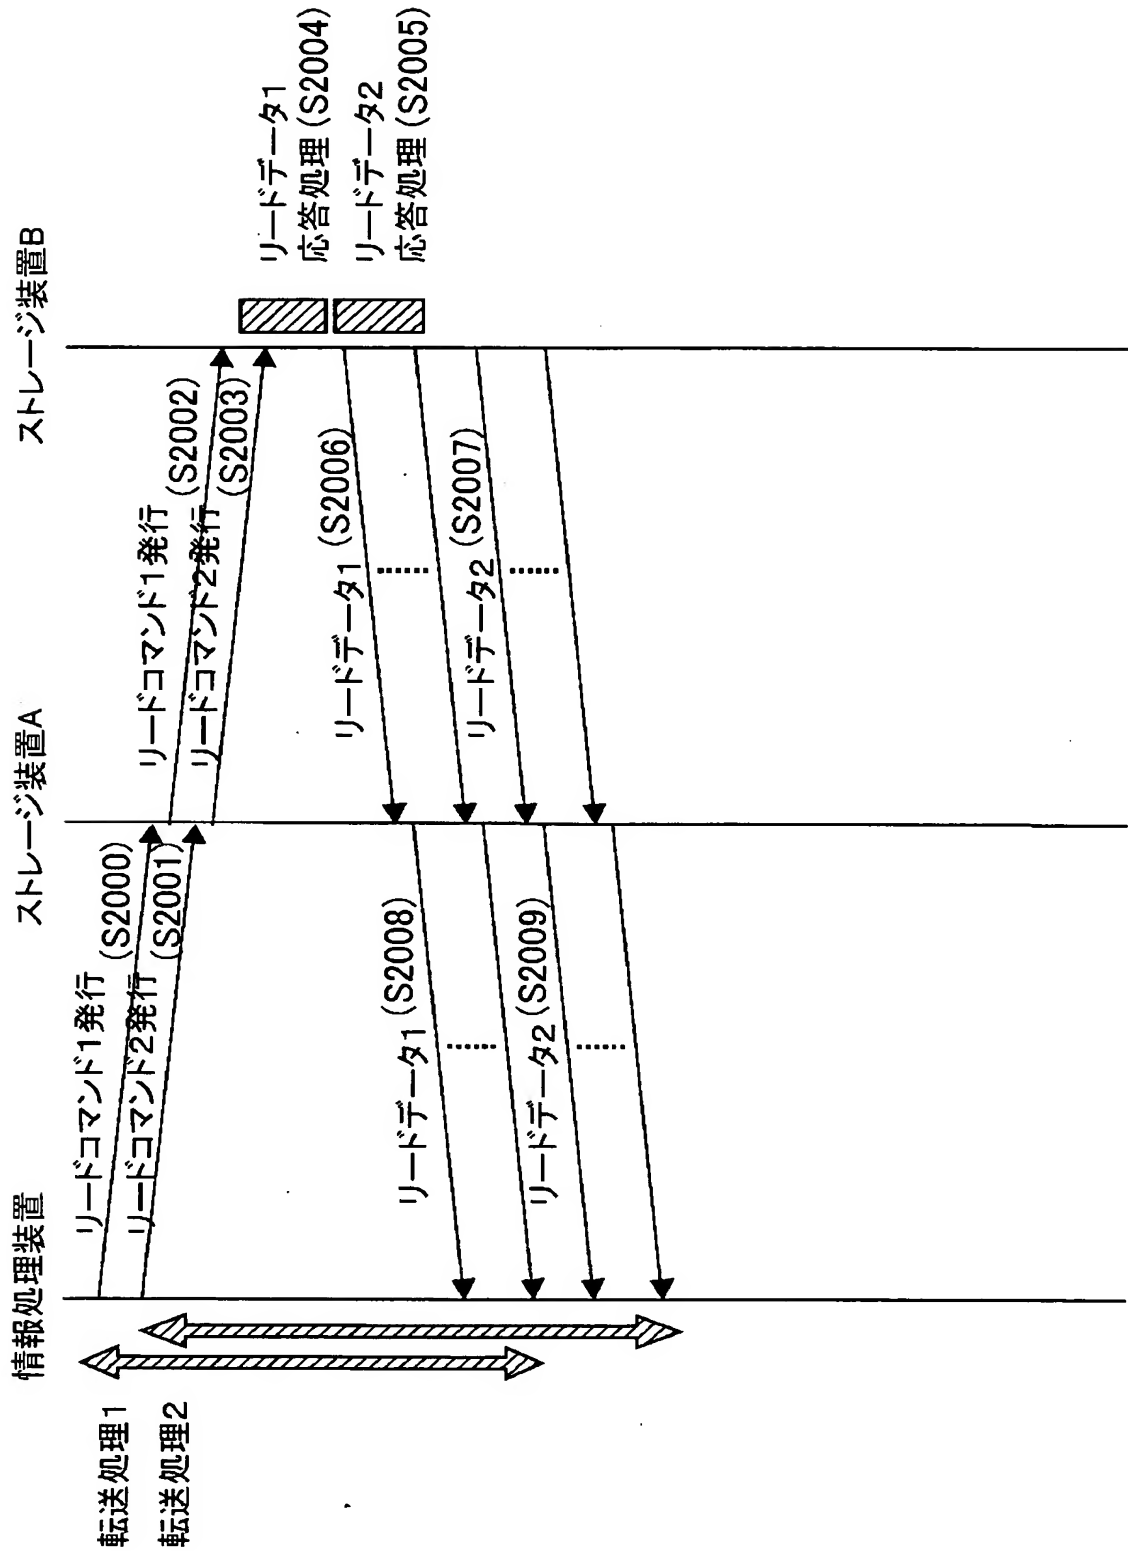 情報処理装置
ストレージ装置A
ストレージ装置B
転送処理1
転送処理2
リードコマンド1発行
(S2000)
リードコマンド2発行
(S2001)
リードコマンド1発行
(S2002)
リードコマンド2発行
(S2003)
リードデータ1
応答処理(S2004)
リードデータ2
応答処理(S2005)
リードデータ1(S2006)
リードデータ2(S2007)
リードデータ1(S2008)
リードデータ2(S2009)